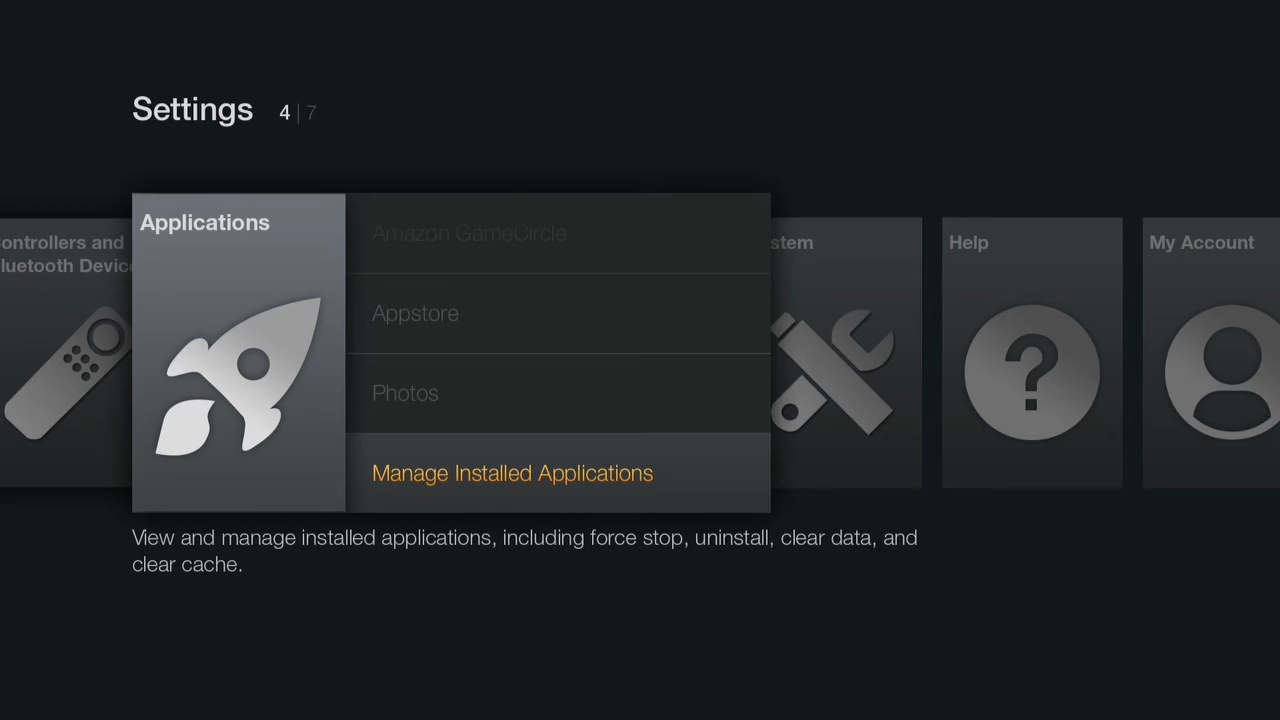 Settings 4 | 7
Applications
ontrollers and
luetooth Devic
Amazon GameCircle
Appstore
Photos
Manage Installed Applications
stem
Help
My Account
View and manage installed applications, including force stop, uninstall, clear data, and
clear cache.